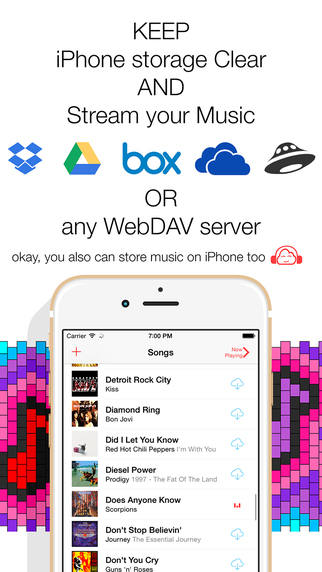 KEEP
iPhone storage Clear
AND
Stream your Music
box
OR
any WebDAV server
okay, you also can store music on iPhone too
Carrier 7:00 PM
+ Songs Now Playing
Detroit Rock City
Kiss
Diamond Ring
Bon Jovi
Did I Let You Know
Red Hot Chili Peppers I'm With You
Diesel Power
Prodigy 1997 - The Fat Of The Land
Does Anyone Know
Scorpions
Don't Stop Believin'
Journey The Essential Journey
Don't You Cry
Guns 'n' Roses